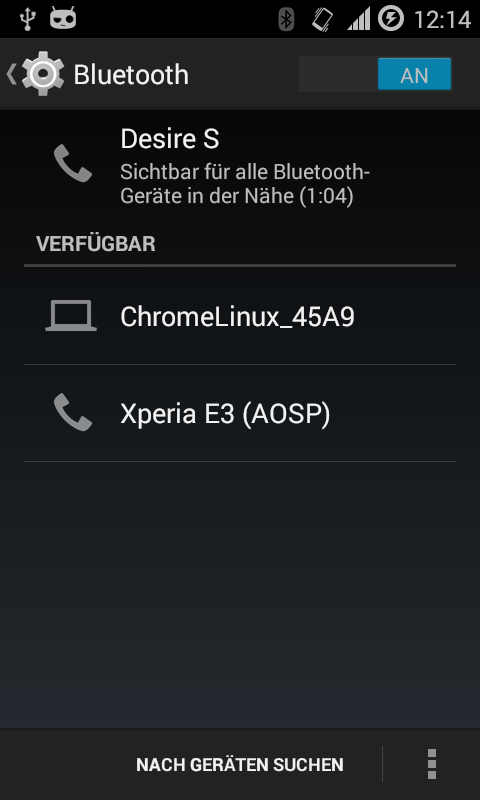 12:14
Bluetooth
AN
Desire S
Sichtbar für alle Bluetooth-
Geräte in der Nähe (1:04)
VERFÜGBAR
ChromeLinux_45A9
Xperia E3 (AOSP)
NACH GERÄTEN SUCHEN